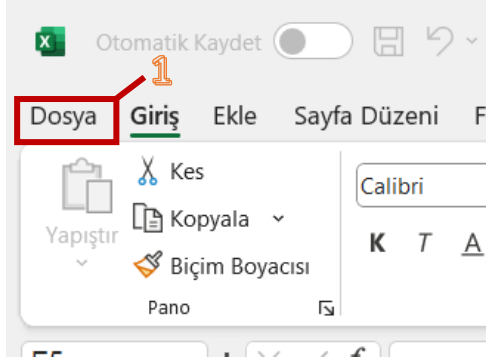 Otomatik Kaydet
1
Dosya Giriş Ekle Sayfa Düzeni F
Kes
Kopyala
Yapıştır
Biçim Boyacısı
Pano
Calibri
K T A